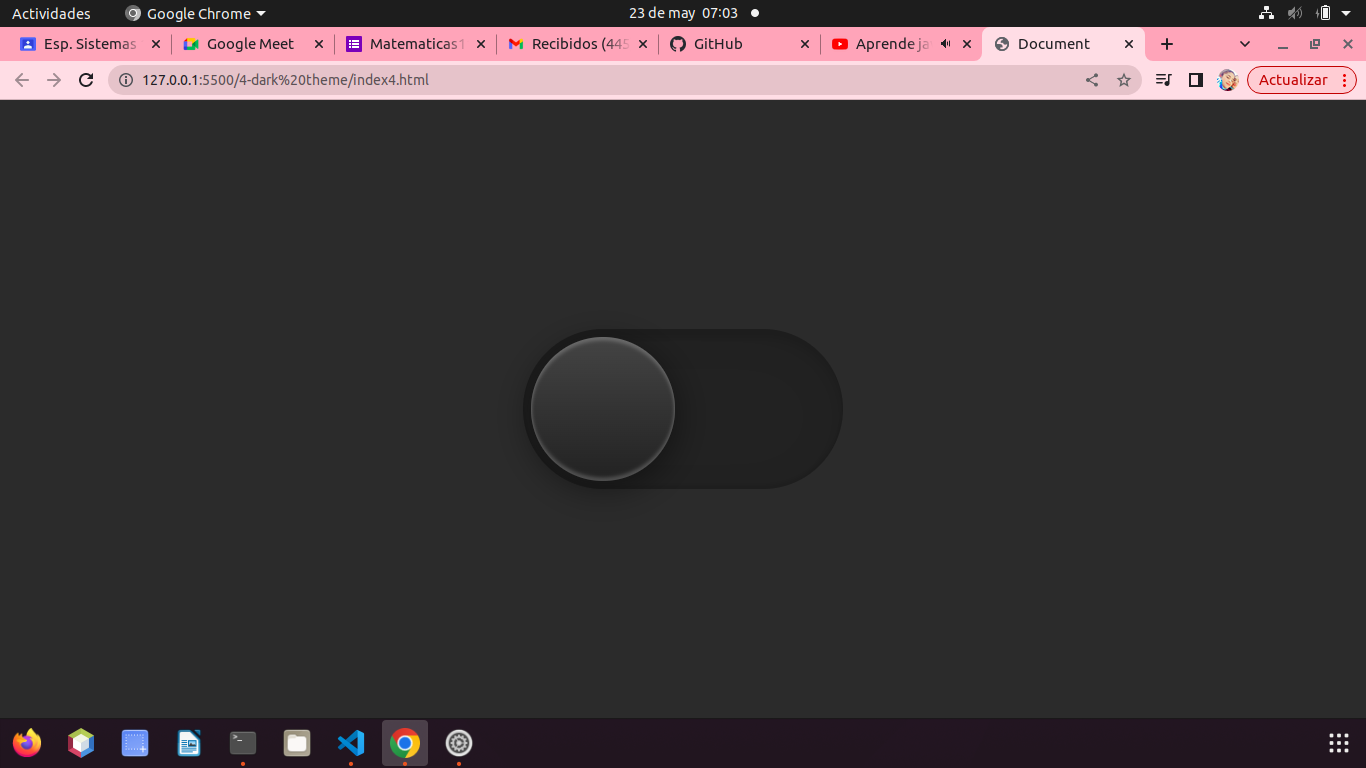 Actividades Google Chrome 23 de may 07:03
Esp. Sistemas Google Meet Matematicas1 Recibidos (445 GitHub Aprende ja Document
127.0.0.1:5500/4-dark%20theme/index4.html Actualizar